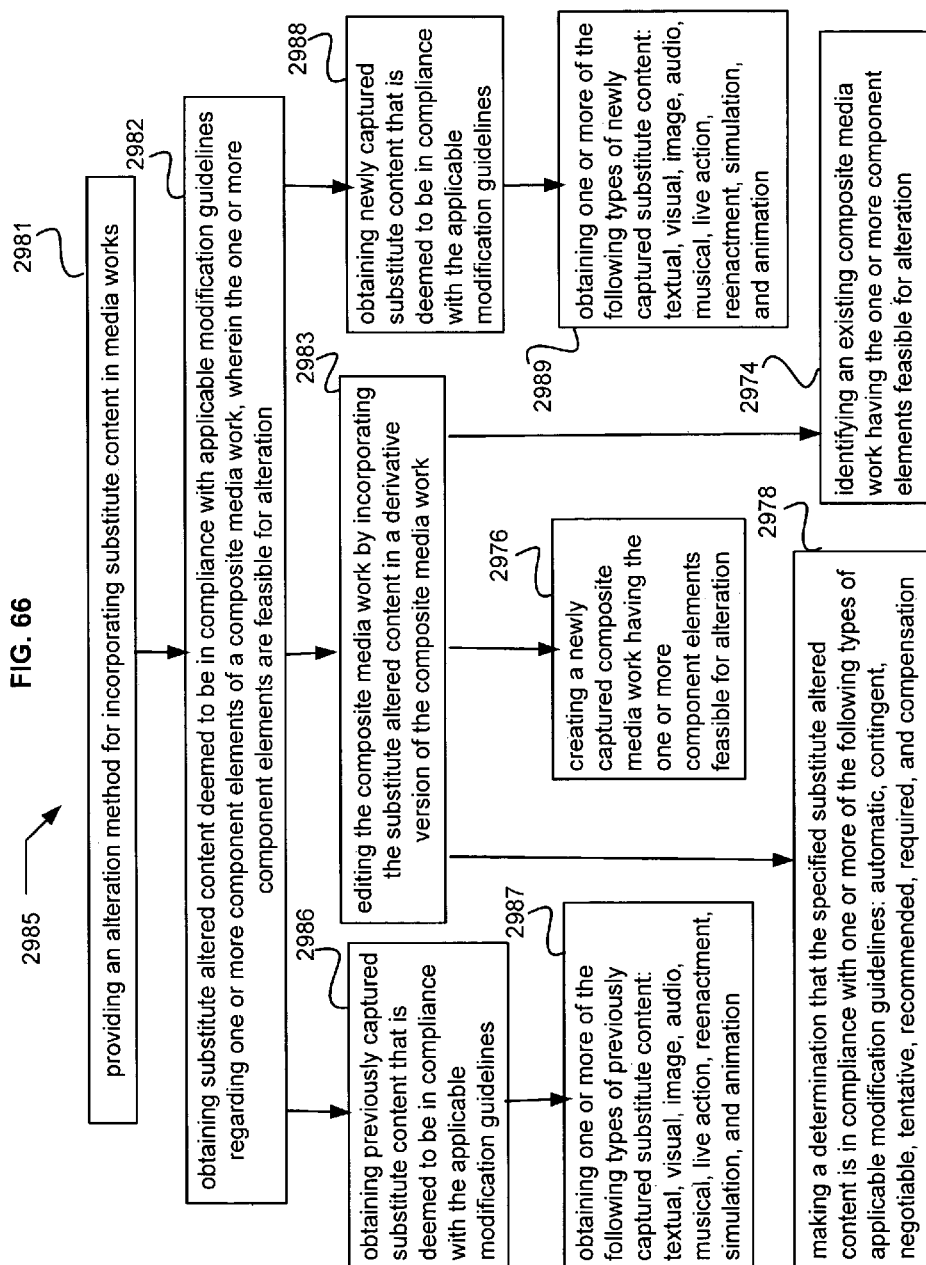 FIG. 66
2985
2981
providing an alteration method for incorporating substitute content in media works
2982
obtaining substitute altered content deemed to be in compliance with applicable modification guidelines
regarding one or more component elements of a composite media work, wherein the one or more
component elements are feasible for alteration
2986
obtaining previously captured
substitute content that is
deemed to be in compliance
with the applicable
modification guidelines
2983
editing the composite media work by incorporating
the substitute altered content in a derivative
version of the composite media work
2988
obtaining newly captured
substitute content that is
deemed to be in compliance
with the applicable
modification guidelines
2987
obtaining one or more of the
following types of previously
captured substitute content:
textual, visual, image, audio,
musical, live action, reenactment,
simulation, and animation
2976
creating a newly
captured composite
media work having the
one or more
component elements
feasible for alteration
2989
obtaining one or more of the
following types of newly
captured substitute content:
textual, visual, image, audio,
musical, live action,
reenactment, simulation,
and animation
2978
making a determination that the specified substitute altered
content is in compliance with one or more of the following types of
applicable modification guidelines: automatic, contingent,
negotiable, tentative, recommended, required, and compensation
2974
identifying an existing composite media
work having the one or more component
elements feasible for alteration